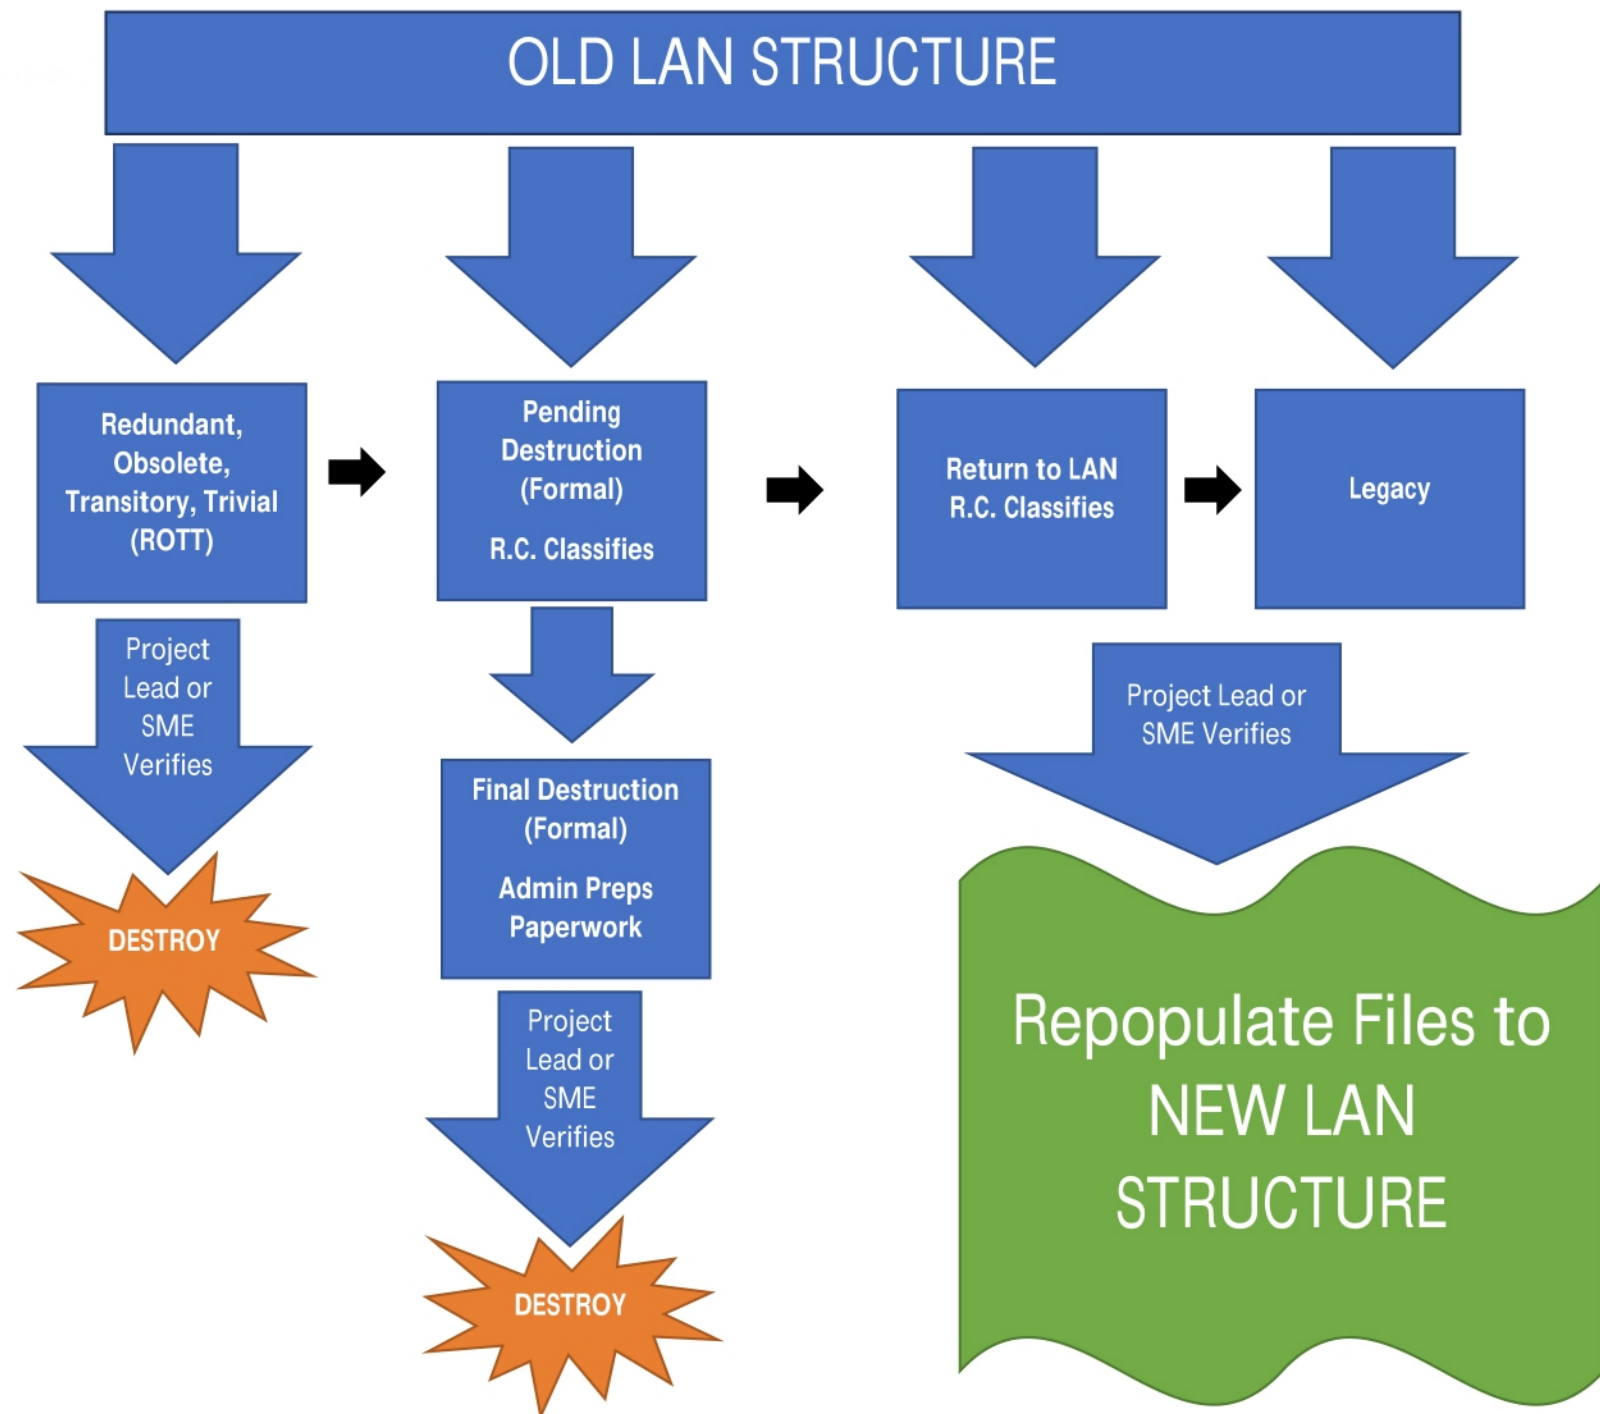 OLD LAN STRUCTURE
Redundant,
Obsolete,
Transitory, Trivial
(ROTT)
Pending
Destruction
(Formal)
R.C. Classifies
Return to LAN
R.C. Classifies
Legacy
Project
Lead or
SME
Verifies
DESTROY
Final Destruction
(Formal)
Admin Preps
Paperwork
Project
Lead or
SME
Verifies
DESTROY
Project Lead or
SME Verifies
Repopulate Files to
NEW LAN
STRUCTURE